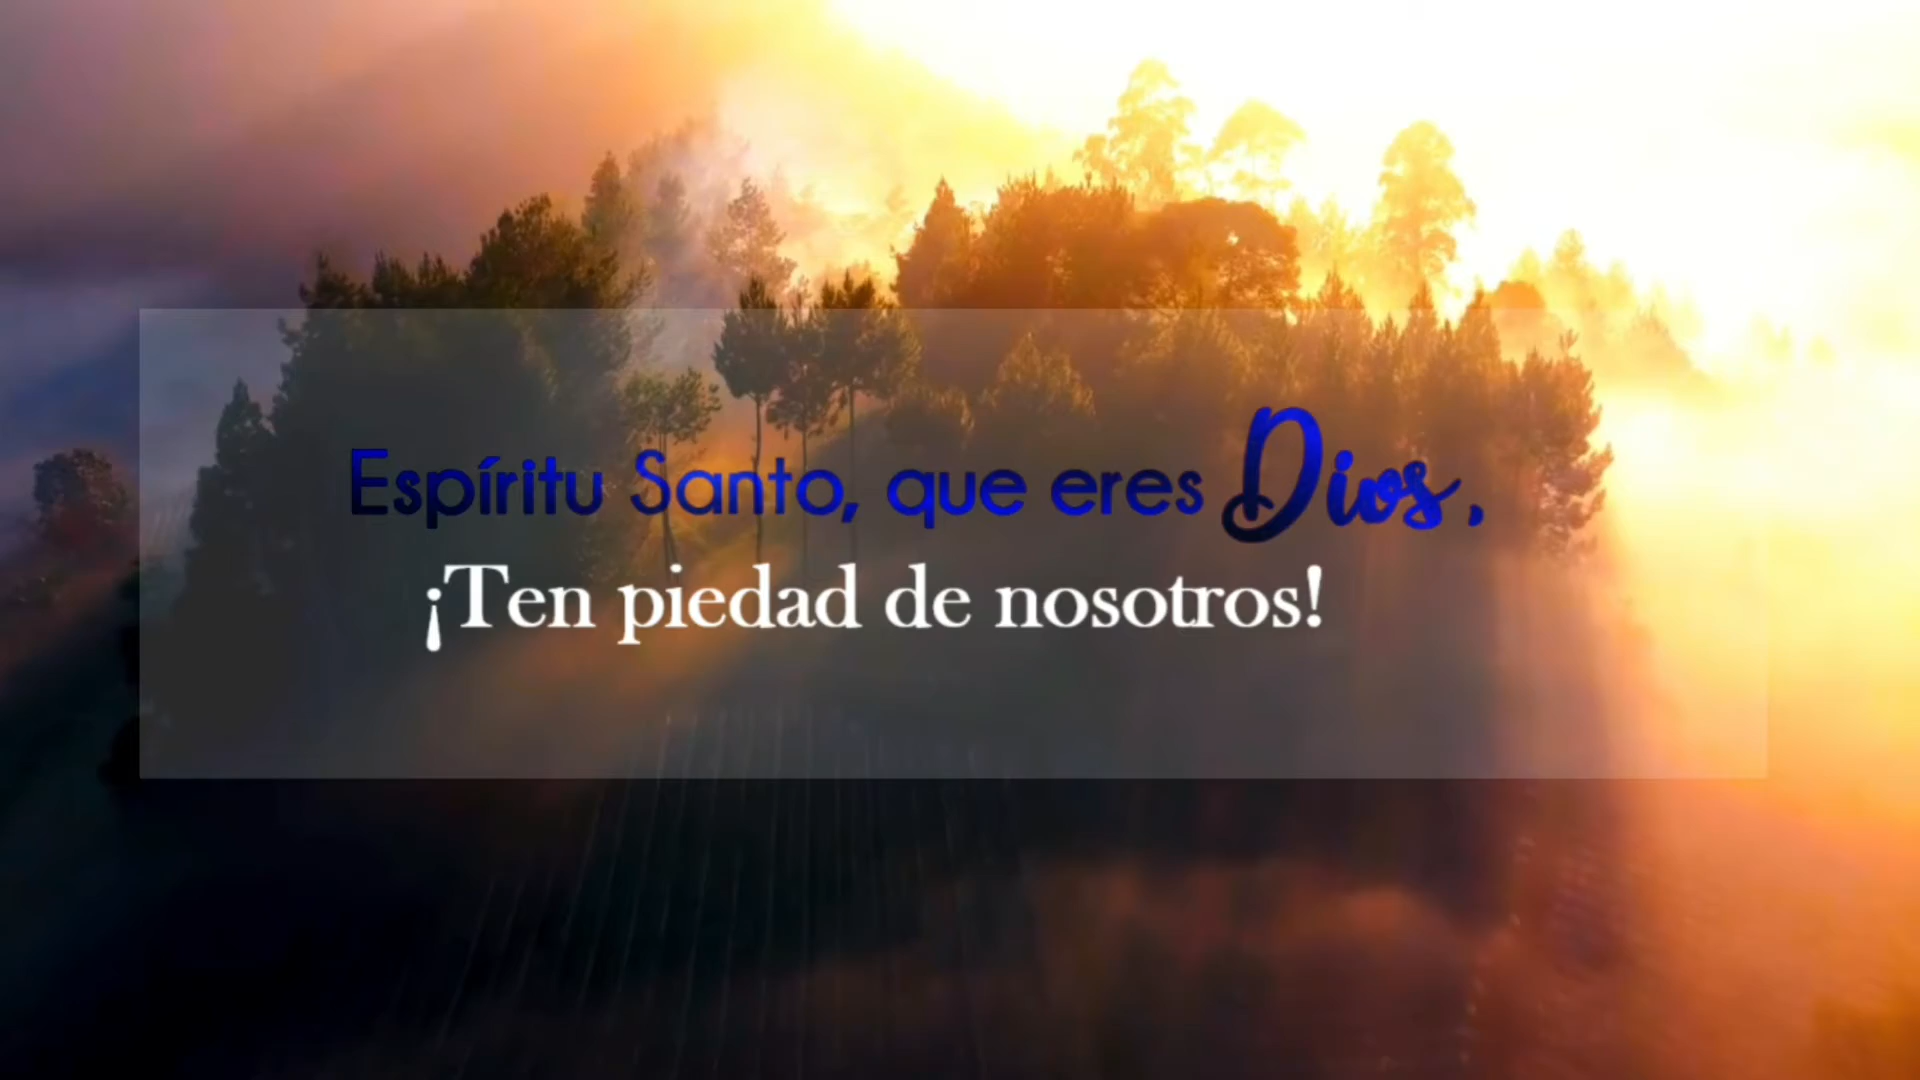 Espíritu Santo, que eres Dios,
¡Ten piedad de nosotros!